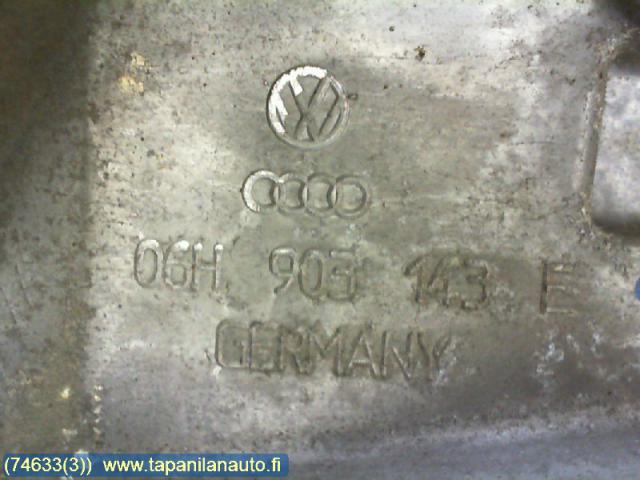 06H 903 143 E
GERMANY
(74633(3)) www.tapanilanauto.fi